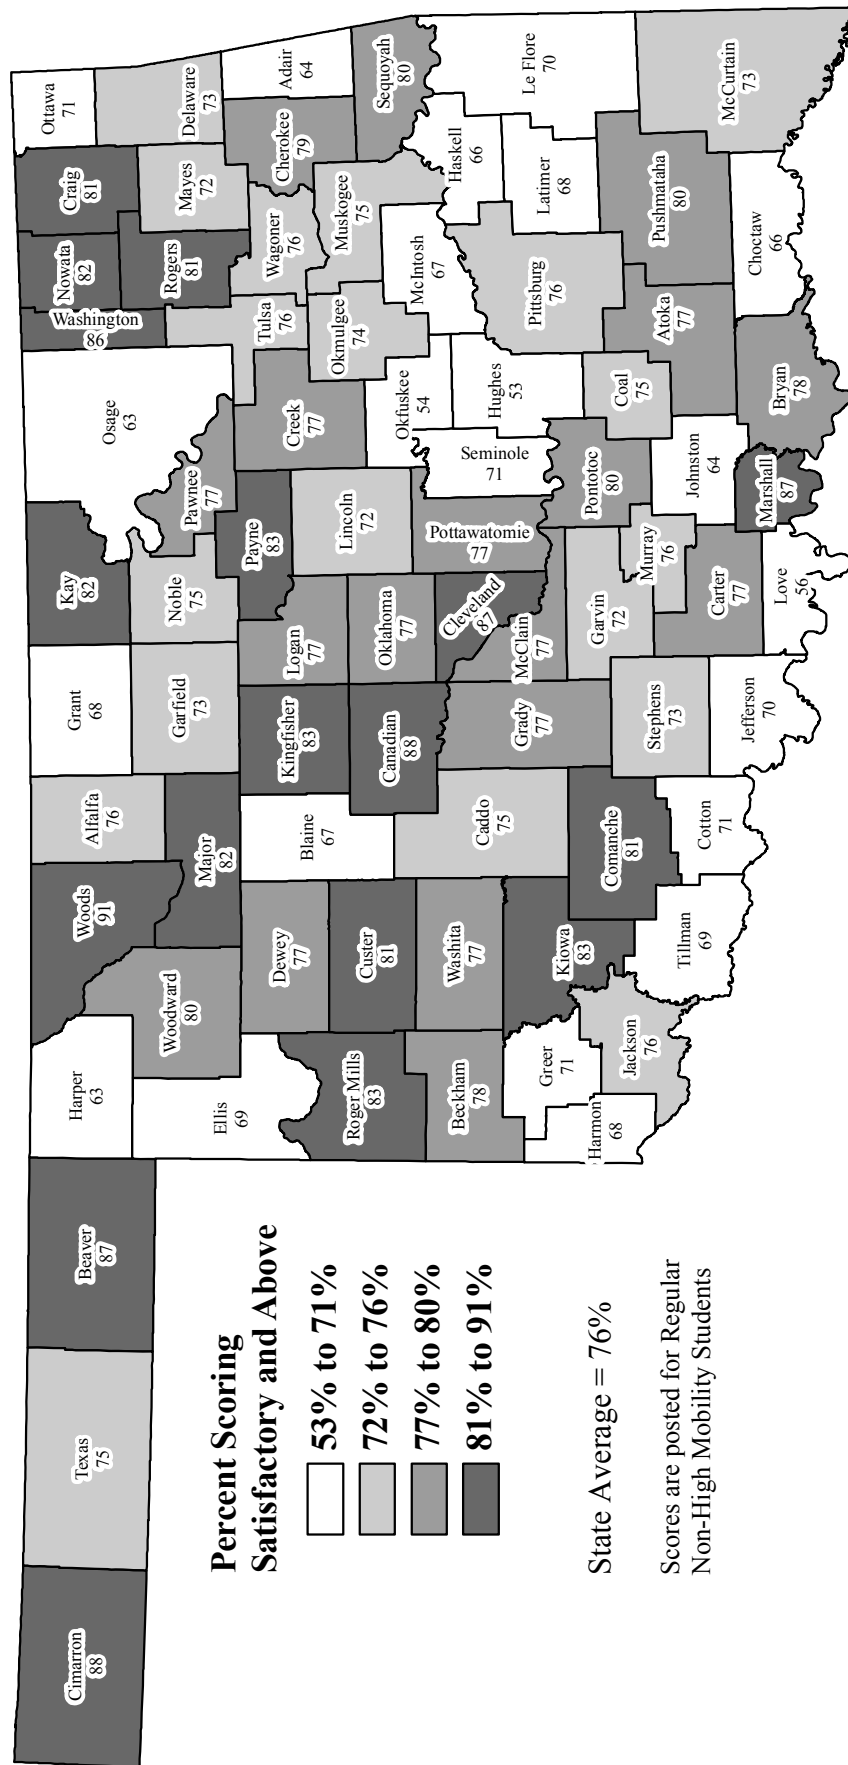 Cimarron
88
Texas
75
Beaver
87
Harper
63
Woods
91
Alfalfa
76
Grant
68
Kay
82
Osage
63
Washington
86
Nowata
82
Craig
81
Ottawa
71
Ellis
69
Woodward
80
Major
82
Garfield
73
Noble
75
Pawnee
77
Rogers
81
Mayes
72
Delaware
73
Roger Mills
83
Dewey
77
Blaine
67
Kingfisher
83
Logan
77
Payne
83
Creek
77
Tulsa
76
Wagoner
76
Cherokee
79
Adair
64
Custer
81
Canadian
88
Oklahoma
77
Lincoln
72
Okfuskee
54
Okmulgee
74
Muskogee
75
Sequoyah
80
Beckham
78
Washita
77
Caddo
75
Grady
77
McClain
77
Cleveland
87
Pottawatomie
77
Seminole
71
Hughes
53
McIntosh
67
Haskell
66
Le Flore
70
Harmon
68
Greer
71
Kiowa
83
Comanche
81
Stephens
73
Garvin
72
Murray
76
Pontotoc
80
Coal
75
Pittsburg
76
Latimer
68
Jackson
76
Tillman
69
Cotton
71
Jefferson
70
Carter
77
Johnston
64
Atoka
77
Pushmataha
80
McCurtain
73
Love
56
Marshall
87
Bryan
78
Choctaw
66
Percent Scoring
Satisfactory and Above
53% to 71%
72% to 76%
77% to 80%
81% to 91%
State Average = 76%
Scores are posted for Regular
Non-High Mobility Students